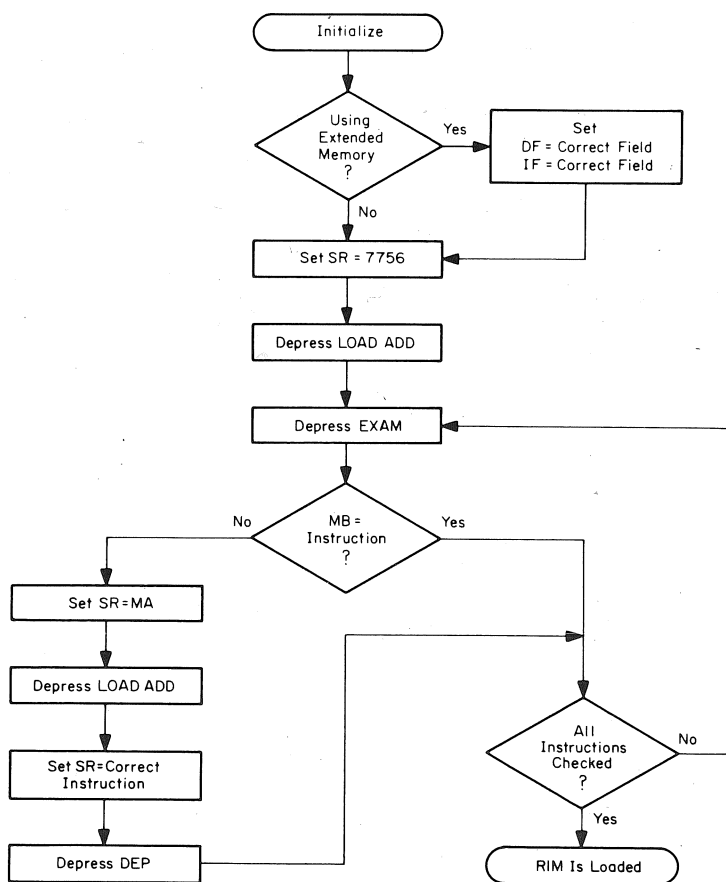 Initialize
Using
Extended
Memory
?
Yes
Set
DF = Correct Field
IF = Correct Field
No
Set SR = 7756
Depress LOAD ADD
Depress EXAM
No
MB =
Instruction
?
Yes
Set SR=MA
Depress LOAD ADD
Set SR=Correct
Instruction
Depress DEP
All
Instructions
Checked
?
No
Yes
RIM Is Loaded